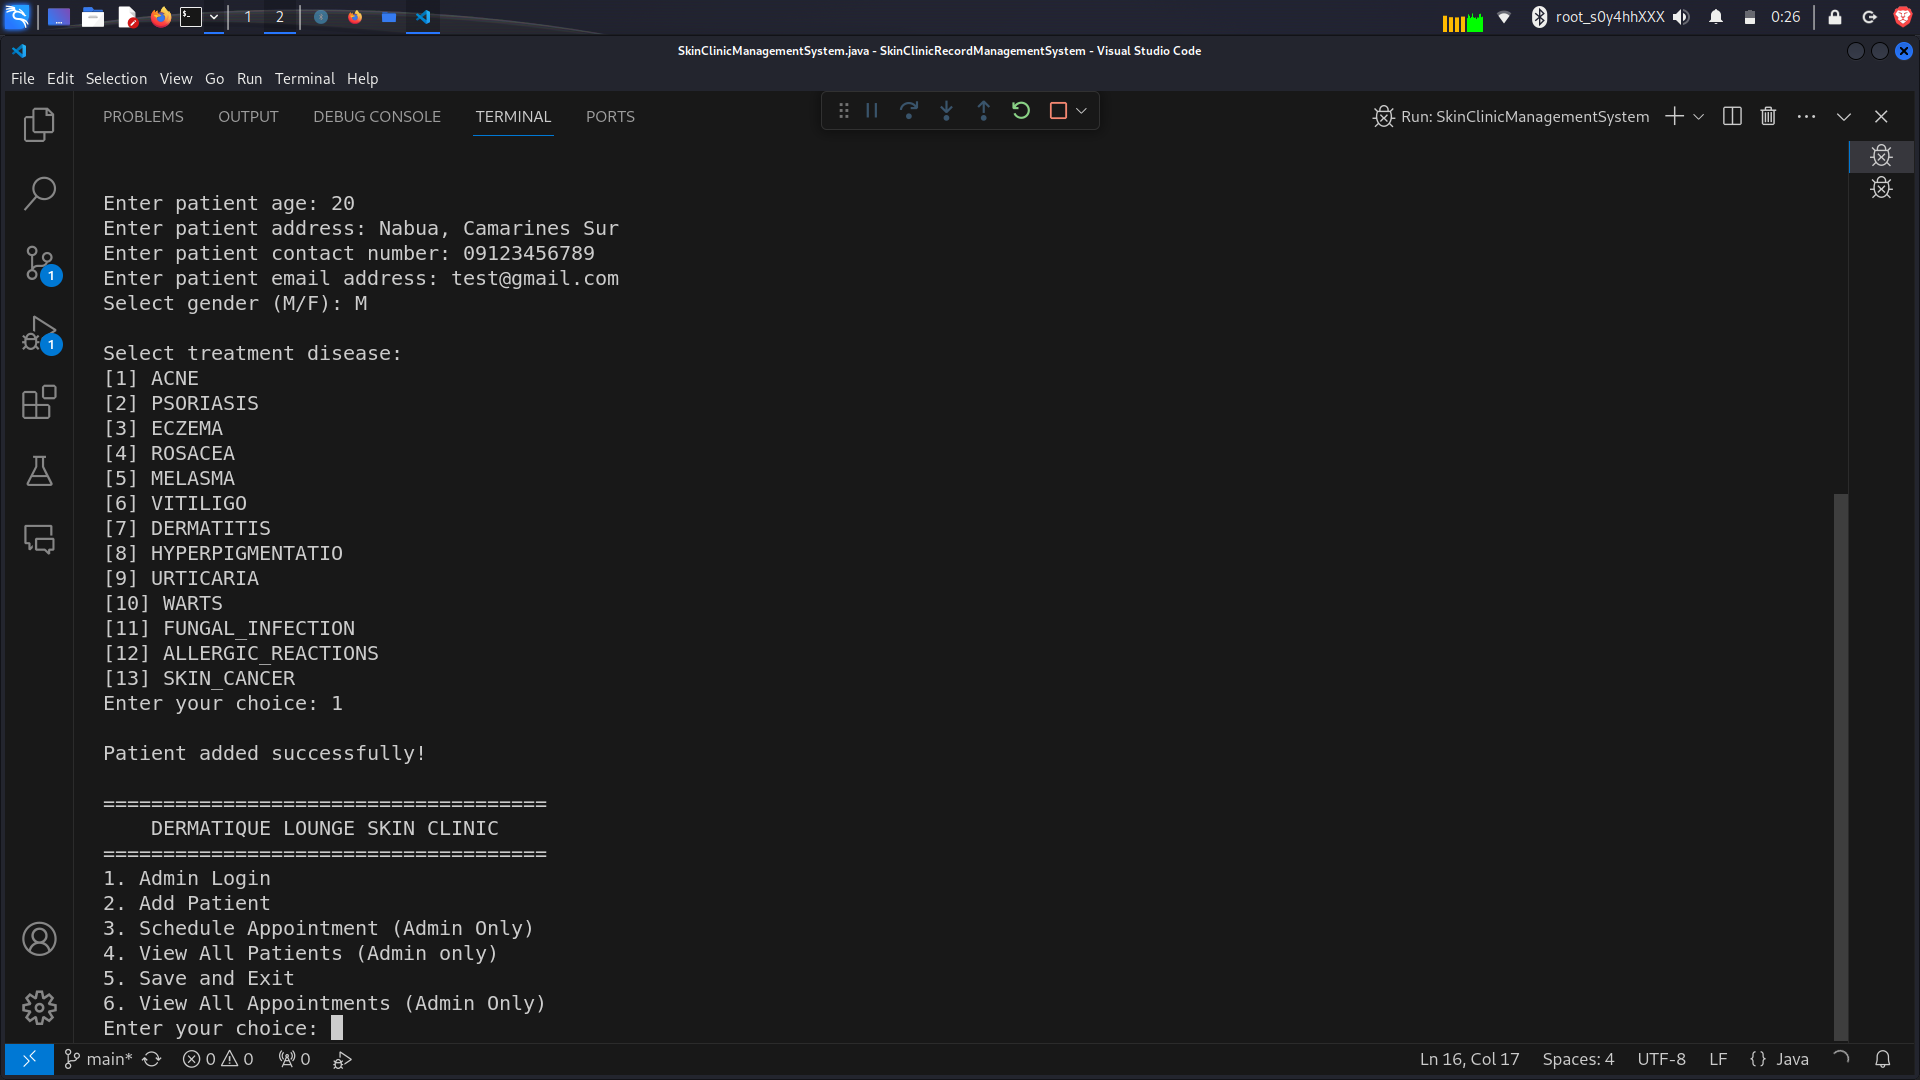 1
2
root_s0y4hhXXX
0:26
SkinClinicManagementSystem.java - SkinClinicRecordManagementSystem - Visual Studio Code
File Edit Selection View Go Run Terminal Help
PROBLEMS OUTPUT DEBUG CONSOLE TERMINAL PORTS
Run: SkinClinicManagementSystem
1
1
Enter patient age: 20
Enter patient address: Nabua, Camarines Sur
Enter patient contact number: 09123456789
Enter patient email address: test@gmail.com
Select gender (M/F): M
Select treatment disease:
[1] ACNE
[2] PSORIASIS
[3] ECZEMA
[4] ROSACEA
[5] MELASMA
[6] VITILIGO
[7] DERMATITIS
[8] HYPERPIGMENTATIO
[9] URTICARIA
[10] WARTS
[11] FUNGAL_INFECTION
[12] ALLERGIC_REACTIONS
[13] SKIN_CANCER
Enter your choice: 1
Patient added successfully!
=====================================
DERMATIQUE LOUNGE SKIN CLINIC
=====================================
1. Admin Login
2. Add Patient
3. Schedule Appointment (Admin Only)
4. View All Patients (Admin only)
5. Save and Exit
6. View All Appointments (Admin Only)
Enter your choice:
main* 0 0 0 Ln 16, Col 17 Spaces: 4 UTF-8 LF {} Java